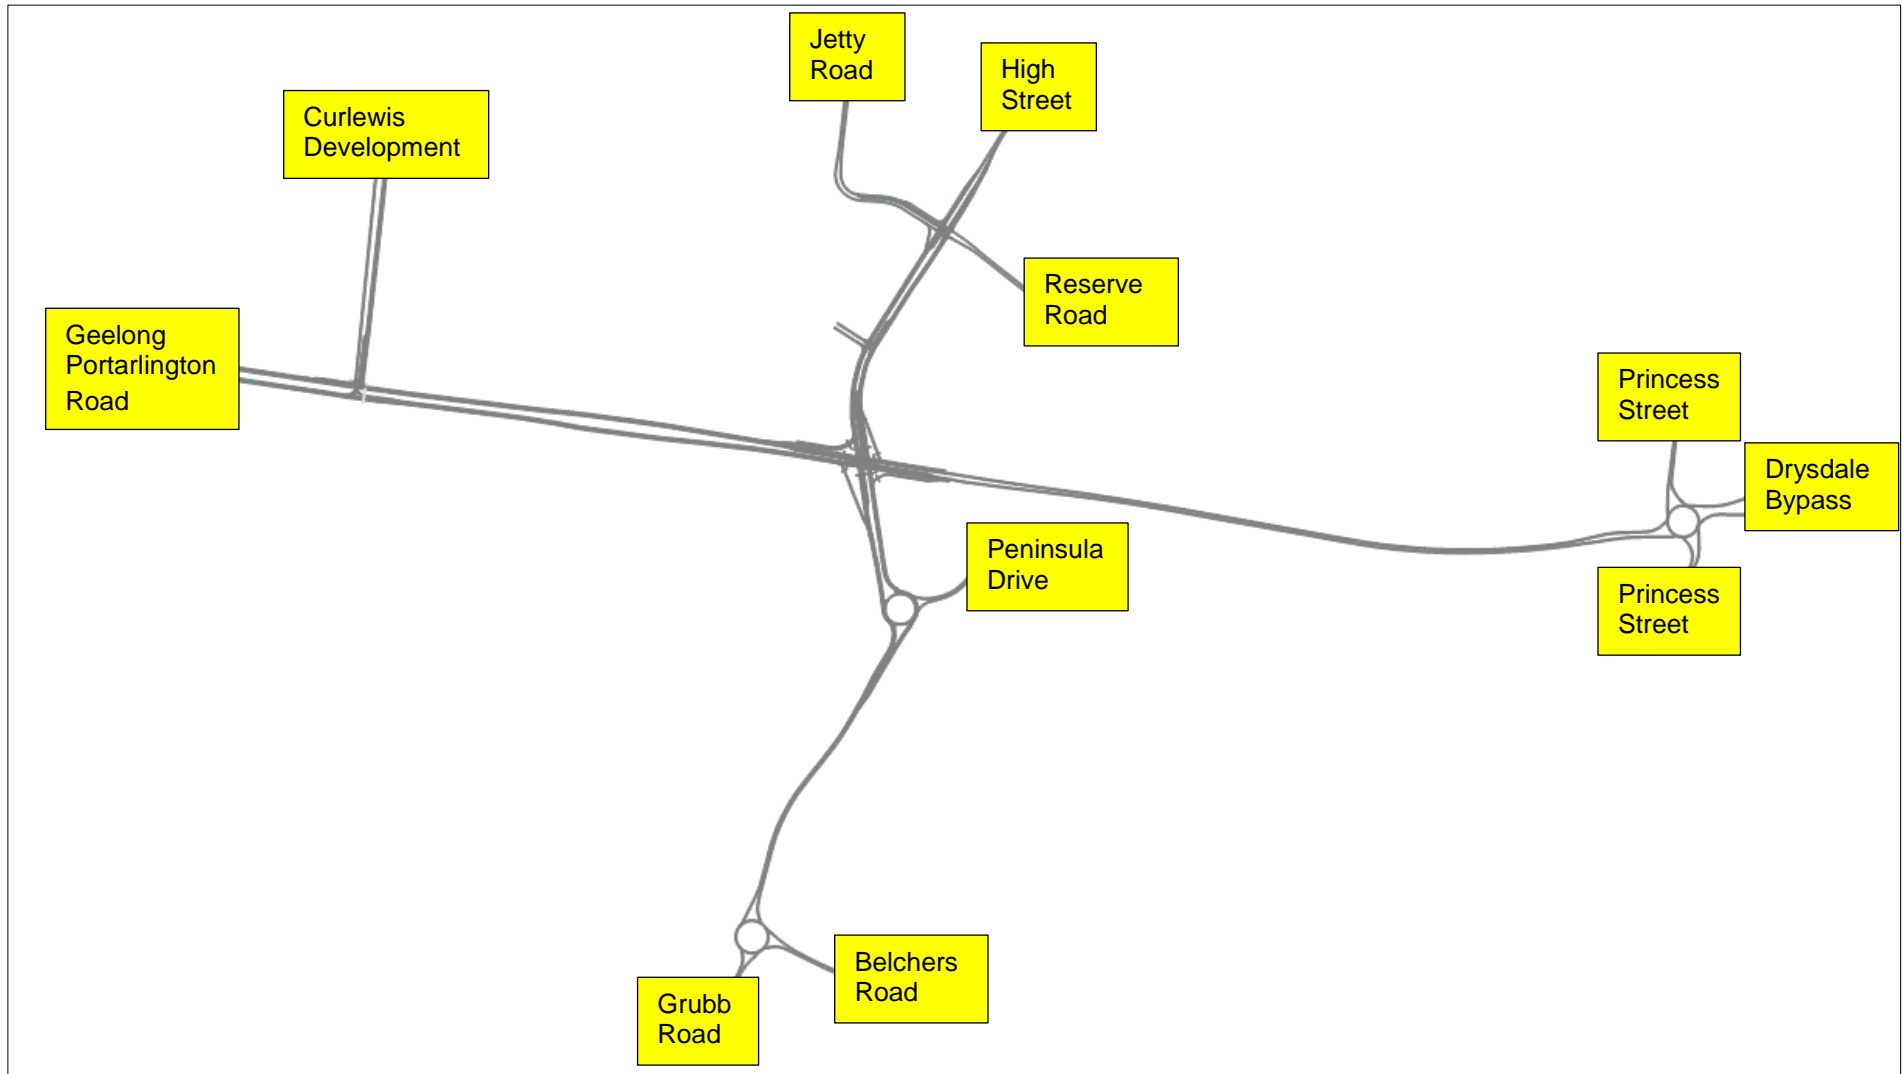 Jetty
Road
High
Street
Curlewis
Development
Reserve
Road
Geelong
Portarlington
Road
Princess
Street
Drysdale
Bypass
Peninsula
Drive
Princess
Street
Belchers
Road
Grubb
Road